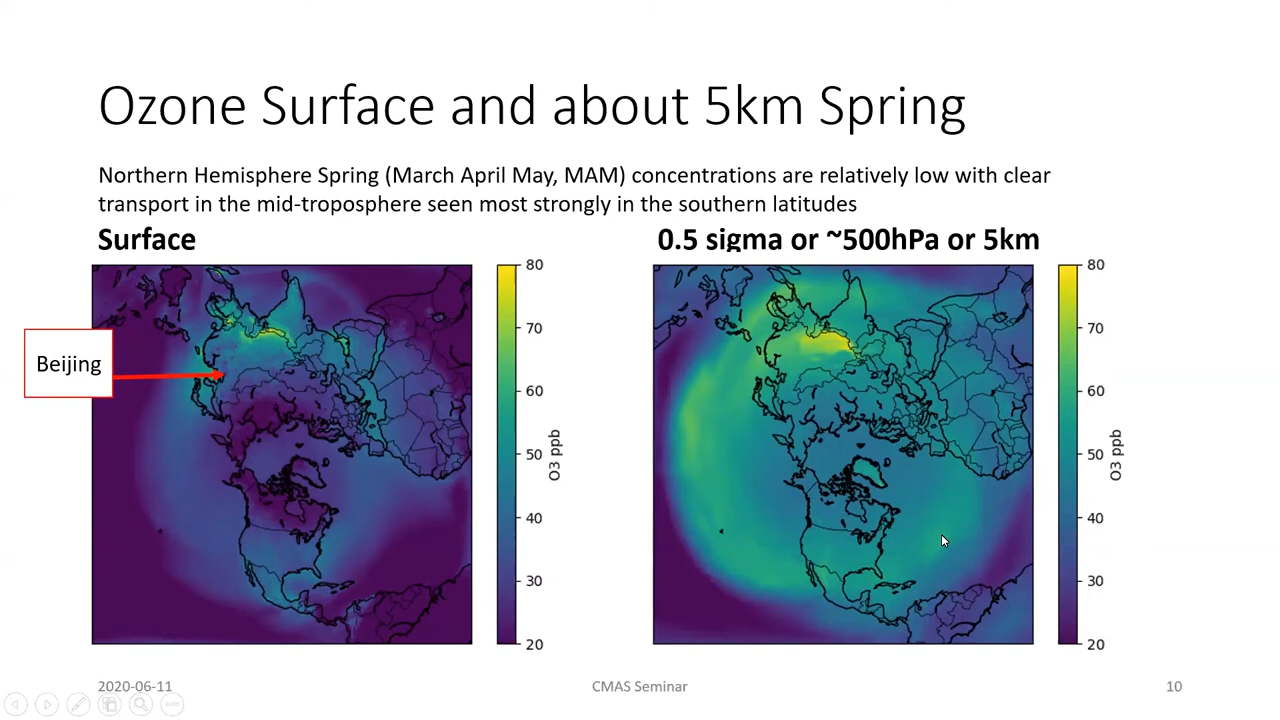 Ozone Surface and about 5km Spring
Northern Hemisphere Spring (March April May, MAM) concentrations are relatively low with clear
transport in the mid-troposphere seen most strongly in the southern latitudes
Surface
0.5 sigma or ~500hPa or 5km
Beijing
80
70
60
50
40
30
20
O3 ppb
80
70
60
50
40
30
20
O3 ppb
2020-06-11
CMAS Seminar
10